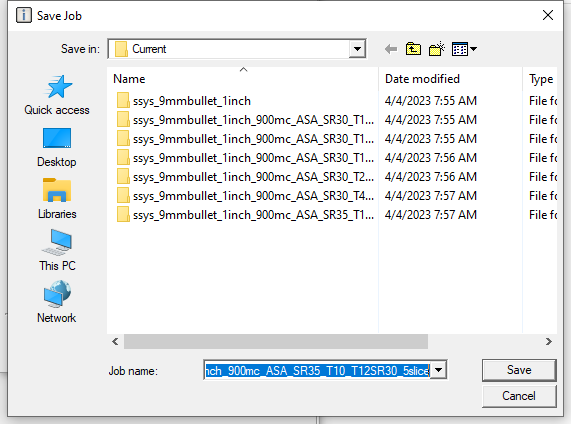 Save Job
Save in: Current
Name Date modified Type
ssys_9mmbullet_1inch 4/4/2023 7:55 AM File fo
ssys_9mmbullet_1inch_900mc_ASA_SR30_T1... 4/4/2023 7:55 AM File fo
ssys_9mmbullet_1inch_900mc_ASA_SR30_T1... 4/4/2023 7:55 AM File fo
ssys_9mmbullet_1inch_900mc_ASA_SR30_T1... 4/4/2023 7:56 AM File fo
ssys_9mmbullet_1inch_900mc_ASA_SR30_T2... 4/4/2023 7:56 AM File fo
ssys_9mmbullet_1inch_900mc_ASA_SR30_T4... 4/4/2023 7:57 AM File fo
ssys_9mmbullet_1inch_900mc_ASA_SR35_T1... 4/4/2023 7:57 AM File fo
Quick access
Desktop
Libraries
This PC
Network
Job name: inch_900mc_ASA_SR35_T10_T12SR30_5slice
Save
Cancel